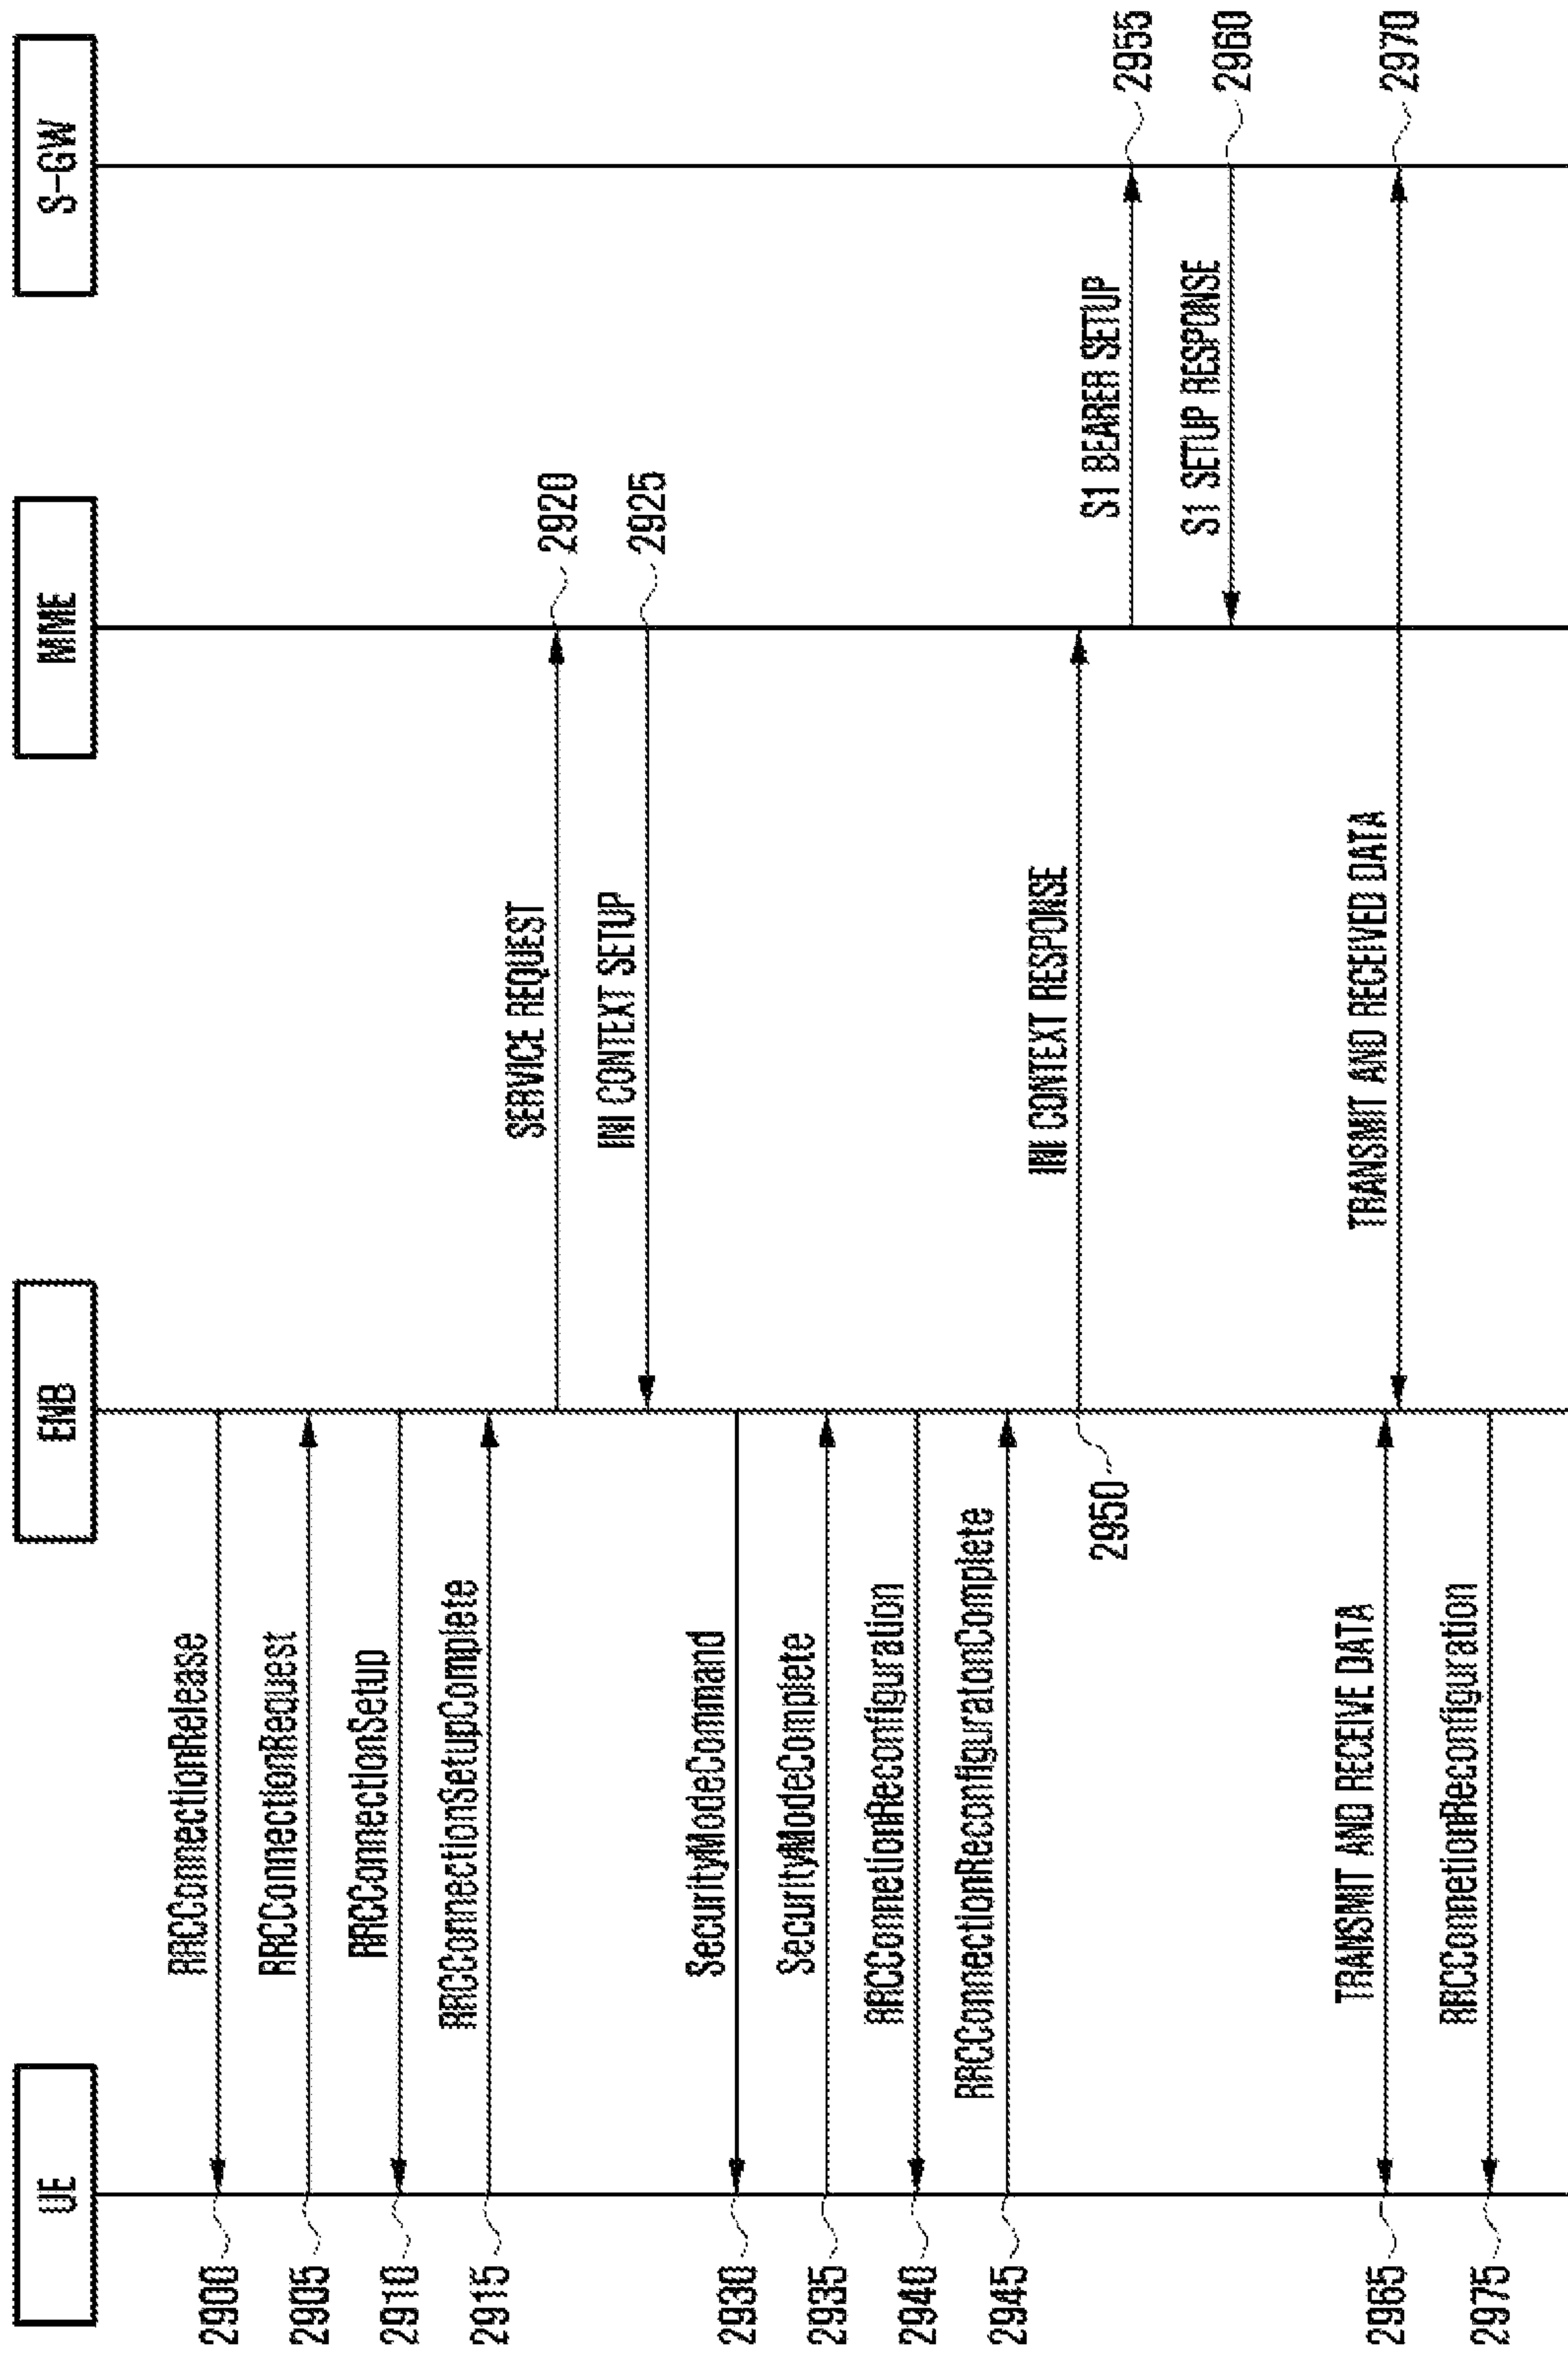 UE
ENB
MME
S-GW
2900
RRCConnectionRelease
2905
RRCConnectionRequest
2910
RRCConnectionSetup
2915
RRCConnectionSetupComplete
SERVICE REQUEST
2920
INI CONTEXT SETUP
2925
2930
SecurityModeCommand
2935
SecurityModeComplete
2940
RRCConnetionReconfiguration
2945
RRCConnectionReconfiguratonComplete
2950
INI CONTEXT RESPONSE
S1 BEARER SETUP
2955
S1 SETUP RESPONSE
2960
2965
TRANSMIT AND RECEIVE DATA
TRANSMIT AND RECEIVED DATA
2970
2975
RRCConnetionReconfiguration